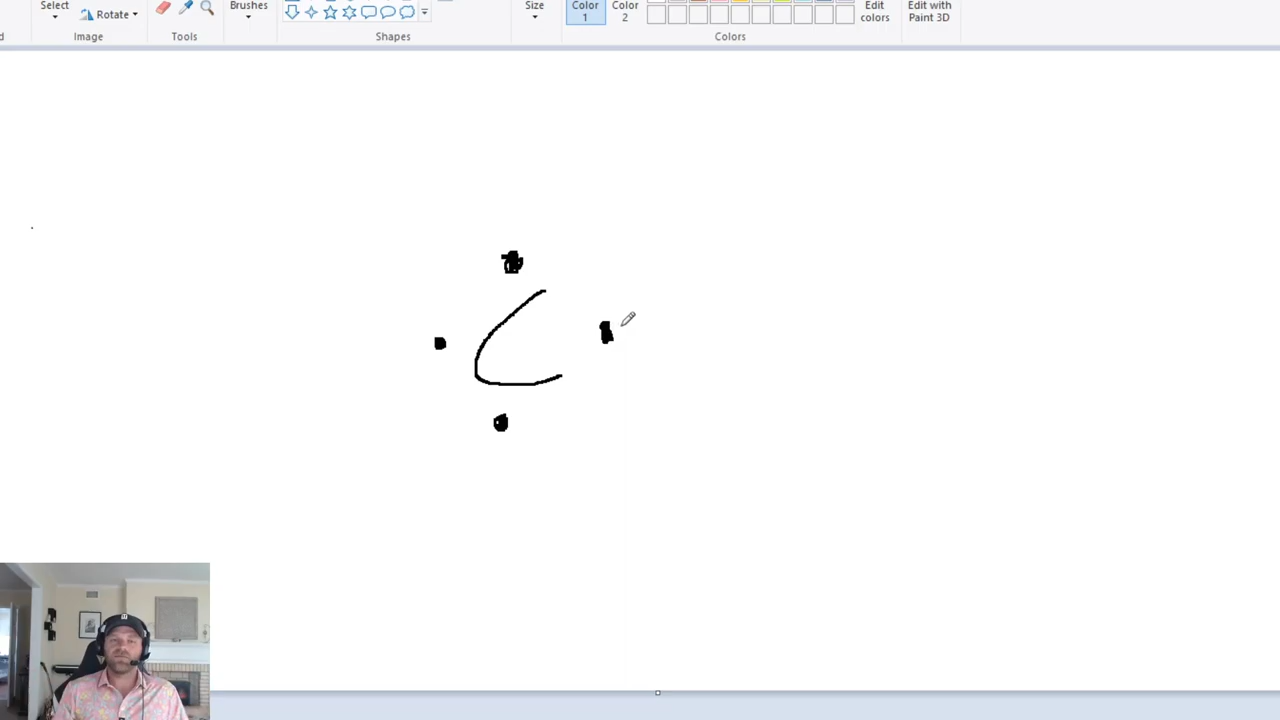 Select
Rotate
Brushes
Size
Color
1
Color
2
Edit
colors
Edit with
Paint 3D
Image
Tools
Shapes
Colors